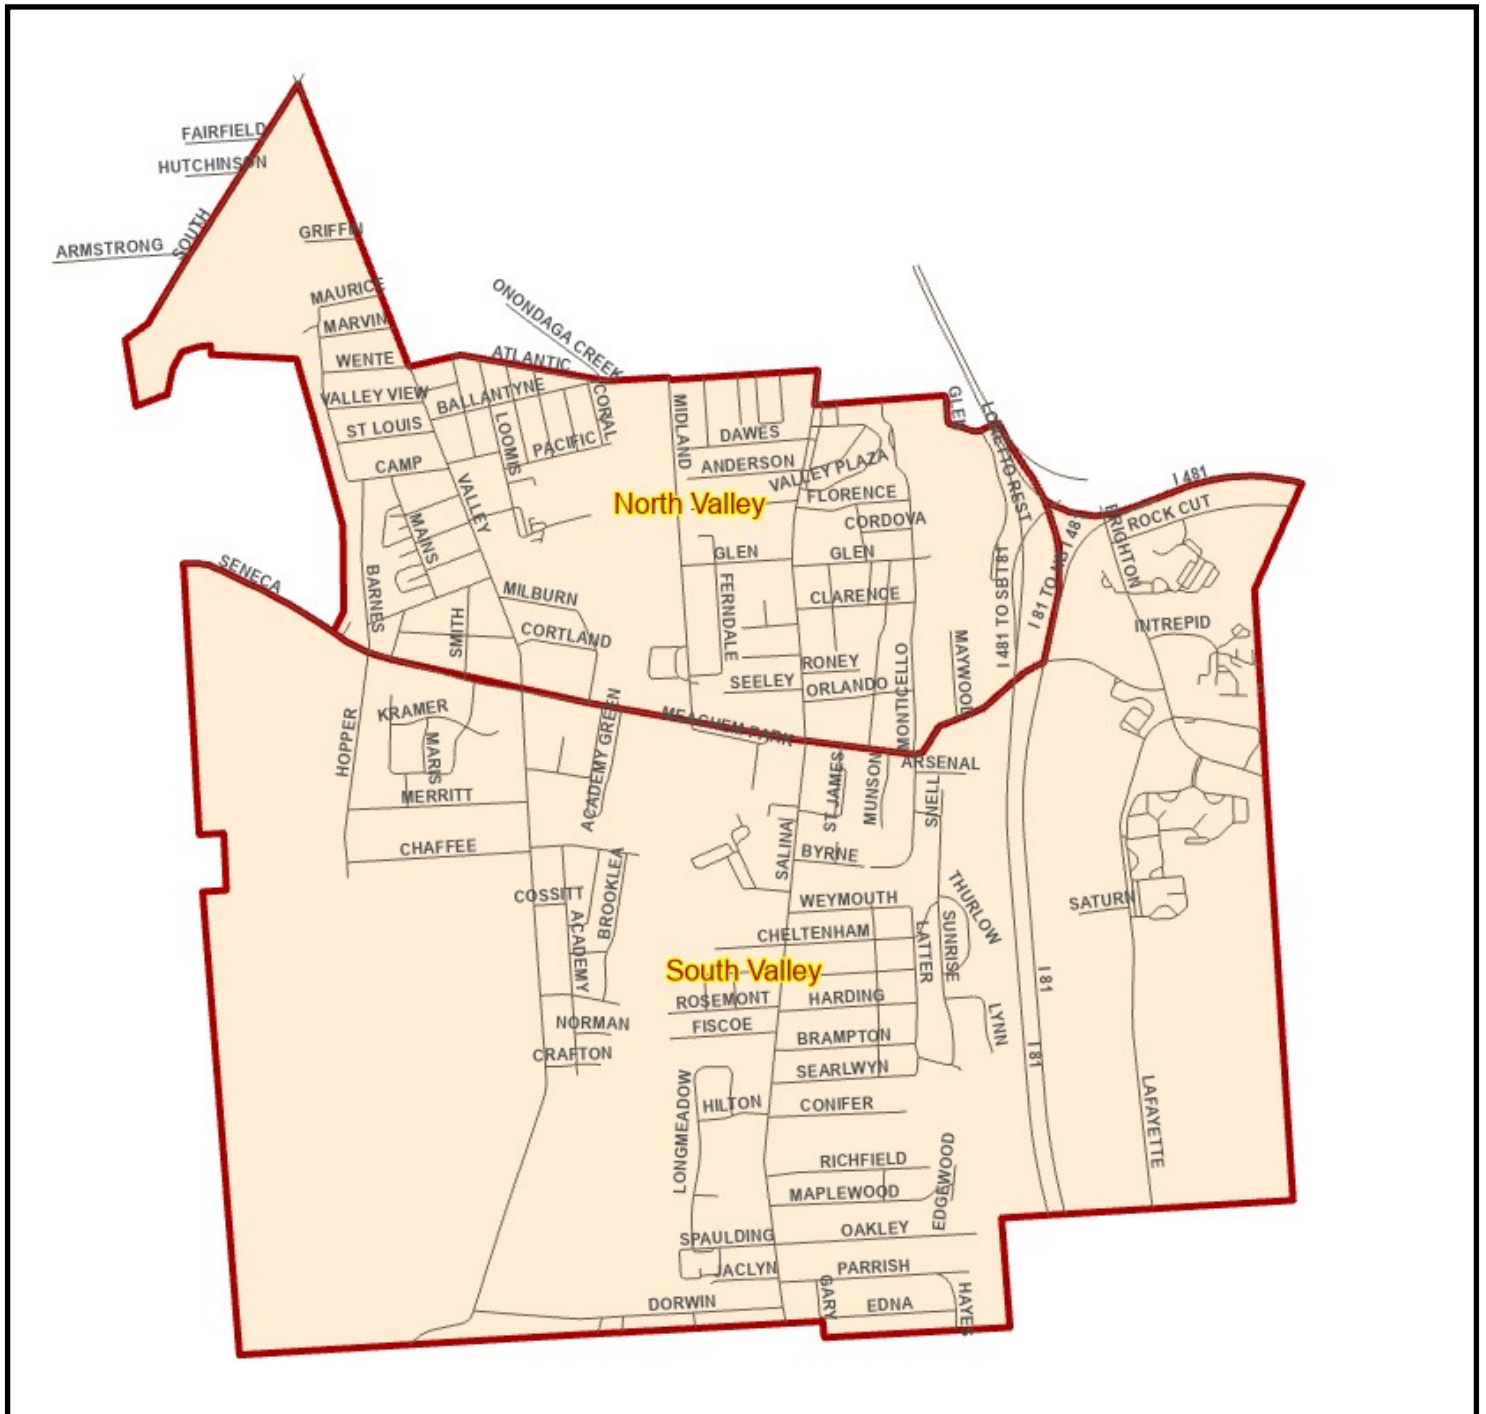 FAIRFIELD
HUTCHINSON
SOUTH
ARMSTRONG
GRIFFIN
MAURICE
MARVIN
WENTE
VALLEY VIEW
ST LOUIS
CAMP
ONONDAGA CREEK
ATLANTIC
BALLANTYNE
CORAL
LOOMIS
PACIFIC
VALLEY
MAINS
MIDLAND
DAWES
ANDERSON
VALLEY PLAZA
North Valley
FLORENCE
CORDOVA
GLEN
LORETTO REST
I 481
ROCK CUT
BRIGHTON
I 481 TO SB I 81
I 81 TO NB I 481
GLEN
GLEN
FERNDALE
CLARENCE
SENECA
BARNES
SMITH
MILBURN
CORTLAND
RONEY
SEELEY
ORLANDO
MONTICELLO
MAYWOOD
INTREPID
HOPPER
KRAMER
MARIS
MERRITT
CHAFFEE
ACADEMY GREEN
MEACHEM PARK
ST JAMES
MUNSON
ARSENAL
SNELL
SALINA
BYRNE
COSSITT
ACADEMY
BROOKLEA
WEYMOUTH
CHELTENHAM
LATTER
SUNRISE
THURLOW
SATURN
South Valley
ROSEMONT
HARDING
FISCOE
NORMAN
BRAMPTON
LYNN
I 81
I 81
CRAFTON
SEARLWYN
LONGMEADOW
HILTON
CONIFER
LAFAYETTE
RICHFIELD
MAPLEWOOD
EDGEWOOD
SPAULDING
OAKLEY
JACLYN
PARRISH
GARY
DORWIN
EDNA
HAYES